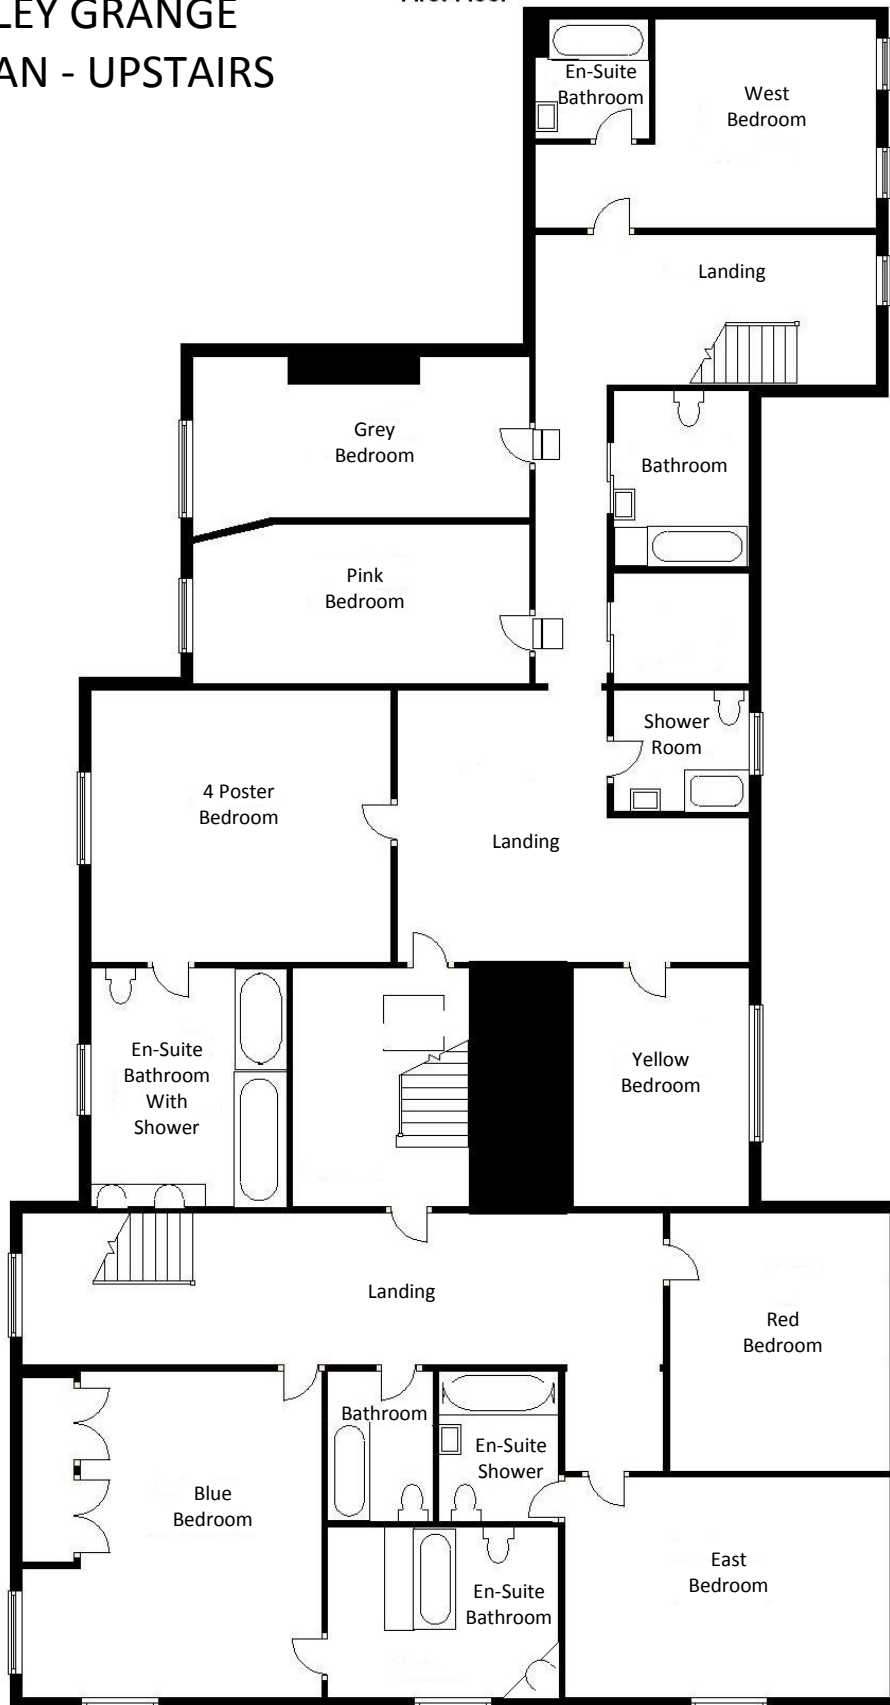 LEY GRANGE
AN - UPSTAIRS
En-Suite
Bathroom
West
Bedroom
Landing
Grey
Bedroom
Bathroom
Pink
Bedroom
Shower
Room
4 Poster
Bedroom
Landing
En-Suite
Bathroom
With
Shower
Yellow
Bedroom
Landing
Red
Bedroom
Bathroom
En-Suite
Shower
Blue
Bedroom
East
Bedroom
En-Suite
Bathroom